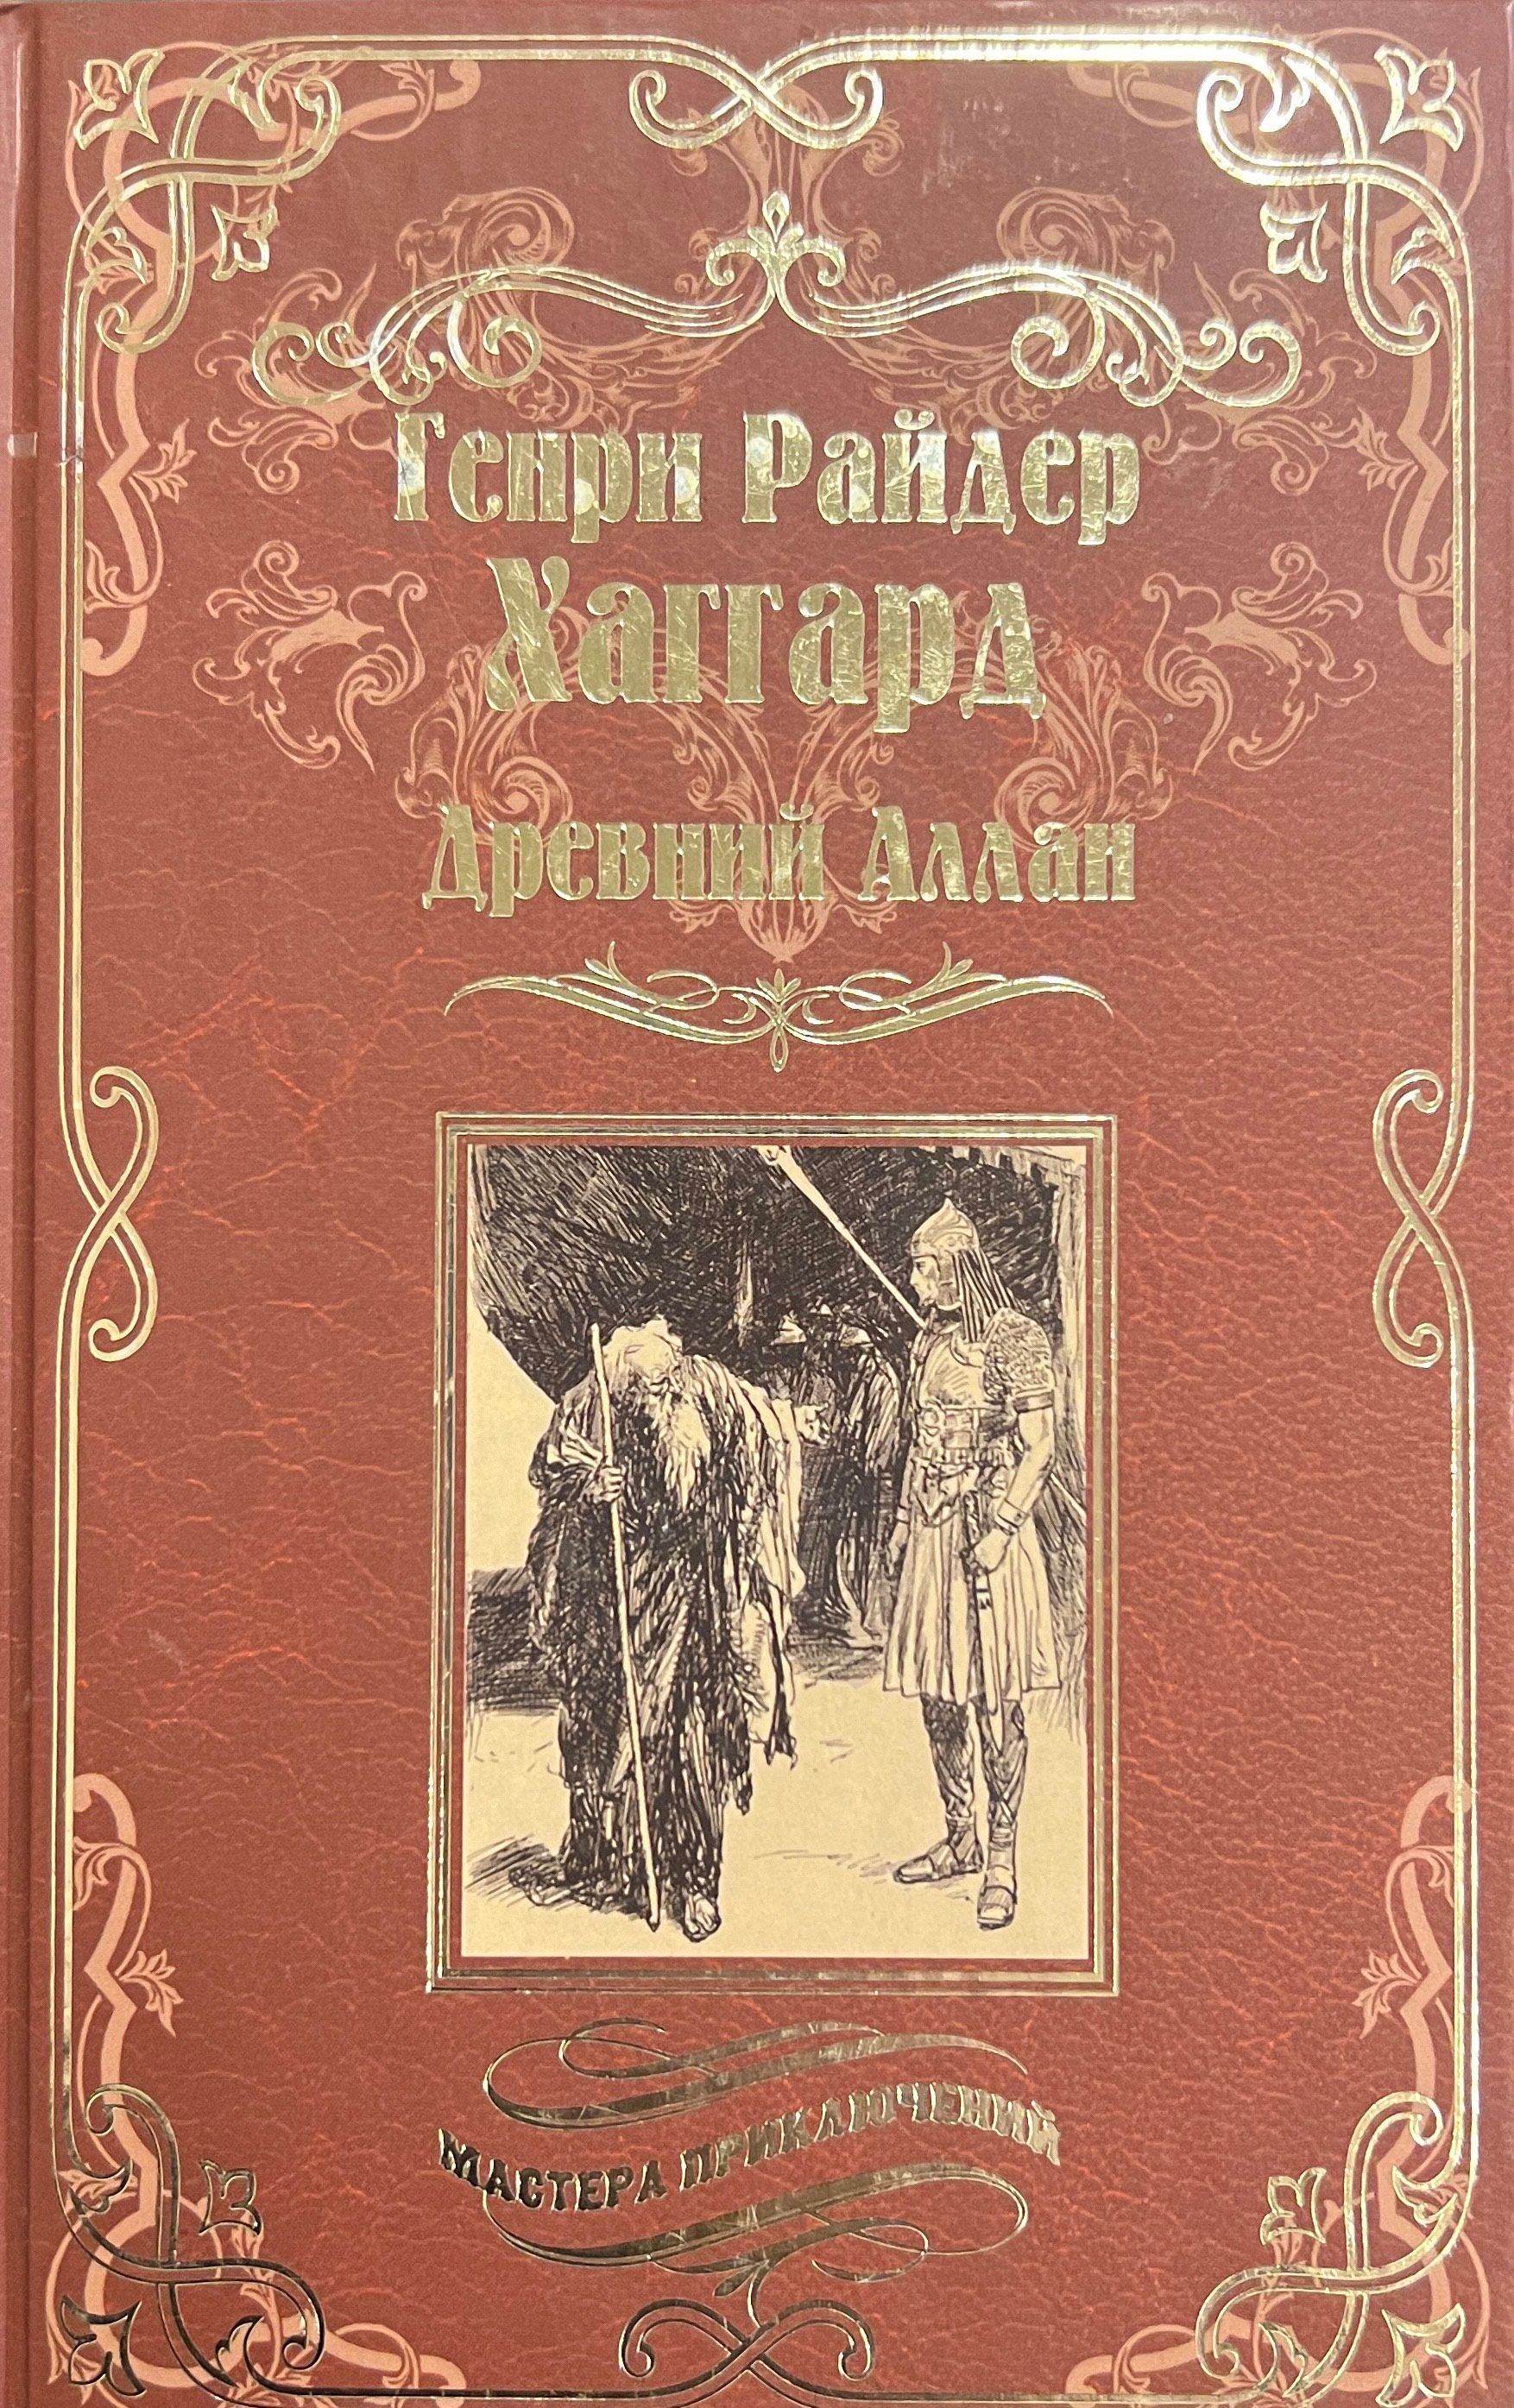 Генри Райдер
Хаггард
Древний Аллан
МАСТЕРА ПРИКЛЮЧЕНИЙ